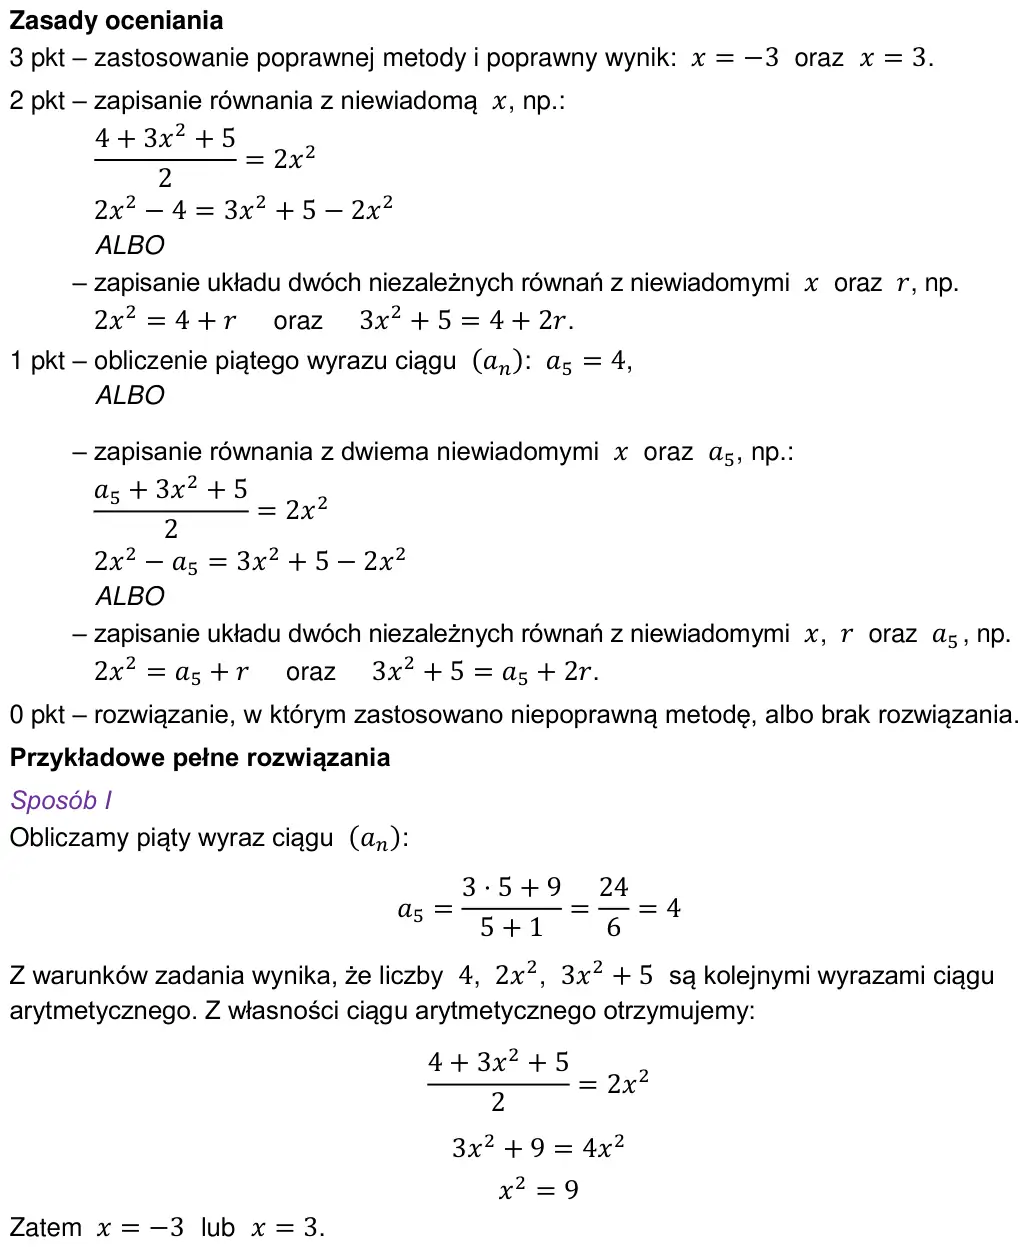 Zasady oceniania
3 pkt – zastosowanie poprawnej metody i poprawny wynik: x = −3 oraz x = 3.
2 pkt – zapisanie równania z niewiadomą x, np.:
(4 + 3x² + 5)/2 = 2x²
2x² − 4 = 3x² + 5 − 2x²
ALBO
– zapisanie układu dwóch niezależnych równań z niewiadomymi x oraz r, np.
2x² = 4 + r oraz 3x² + 5 = 4 + 2r.
1 pkt – obliczenie piątego wyrazu ciągu (aₙ): a₅ = 4,
ALBO
– zapisanie równania z dwiema niewiadomymi x oraz a₅, np.:
(a₅ + 3x² + 5)/2 = 2x²
2x² − a₅ = 3x² + 5 − 2x²
ALBO
– zapisanie układu dwóch niezależnych równań z niewiadomymi x, r oraz a₅, np.
2x² = a₅ + r oraz 3x² + 5 = a₅ + 2r.
0 pkt – rozwiązanie, w którym zastosowano niepoprawną metodę, albo brak rozwiązania.
Przykładowe pełne rozwiązania
Sposób I
Obliczamy piąty wyraz ciągu (aₙ):
a₅ = (3 · 5 + 9)/(5 + 1) = 24/6 = 4
Z warunków zadania wynika, że liczby 4, 2x², 3x² + 5 są kolejnymi wyrazami ciągu
arytmetycznego. Z własności ciągu arytmetycznego otrzymujemy:
(4 + 3x² + 5)/2 = 2x²
3x² + 9 = 4x²
x² = 9
Zatem x = −3 lub x = 3.